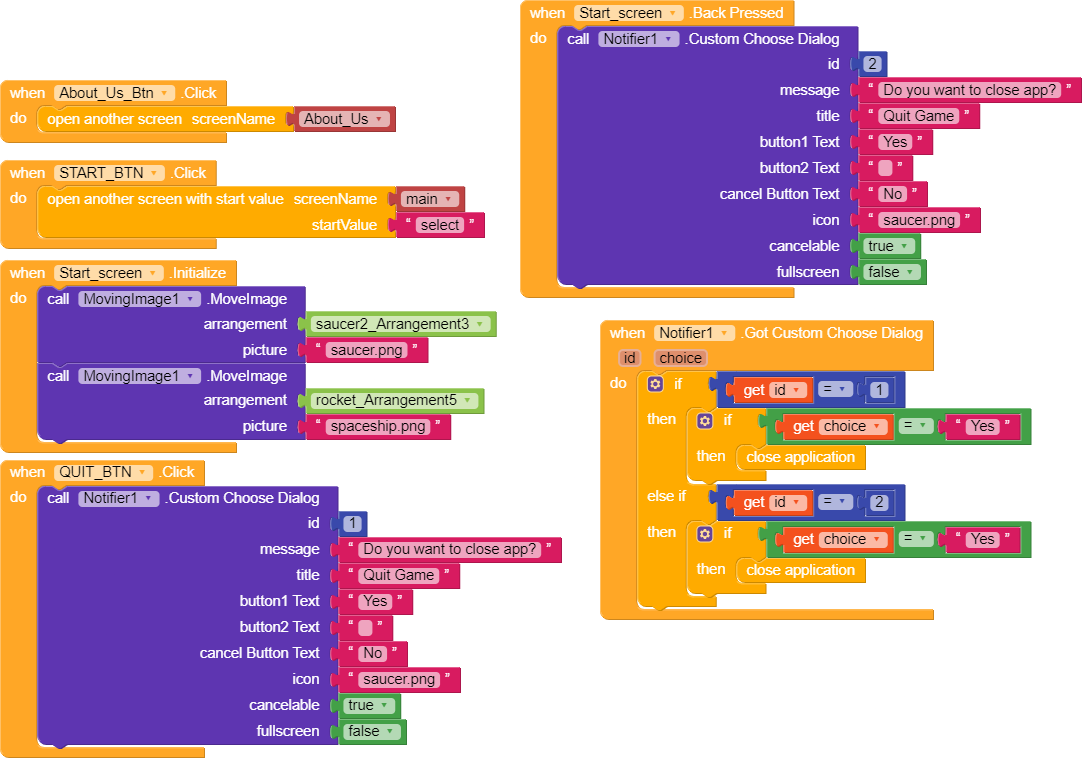 when About_Us_Btn .Click
do open another screen screenName About_Us
when START_BTN .Click
do open another screen with start value screenName main
startValue " select "
when Start_screen .Initialize
do call MovingImage1 .MoveImage
arrangement saucer2_Arrangement3
picture " saucer.png "
call MovingImage1 .MoveImage
arrangement rocket_Arrangement5
picture " spaceship.png "
when QUIT_BTN .Click
do call Notifier1 .Custom Choose Dialog
id 1
message " Do you want to close app? "
title " Quit Game "
button1 Text " Yes "
button2 Text " "
cancel Button Text " No "
icon " saucer.png "
cancelable true
fullscreen false
when Start_screen .Back Pressed
do call Notifier1 .Custom Choose Dialog
id 2
message " Do you want to close app? "
title " Quit Game "
button1 Text " Yes "
button2 Text " "
cancel Button Text " No "
icon " saucer.png "
cancelable true
fullscreen false
when Notifier1 .Got Custom Choose Dialog
id choice
do if get id = 1
then if get choice = " Yes "
then close application
else if get id = 2
then if get choice = " Yes "
then close application